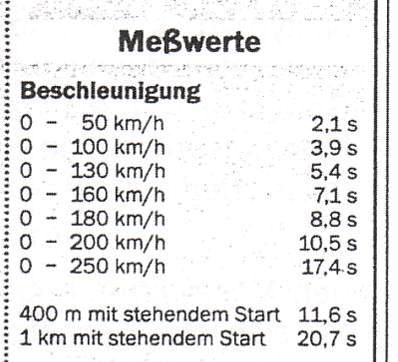 Meßwerte
Beschleunigung
0 – 50 km/h 2,1 s
0 – 100 km/h 3,9 s
0 – 130 km/h 5,4 s
0 – 160 km/h 7,1 s
0 – 180 km/h 8,8 s
0 – 200 km/h 10,5 s
0 – 250 km/h 17,4 s
400 m mit stehendem Start 11,6 s
1 km mit stehendem Start 20,7 s